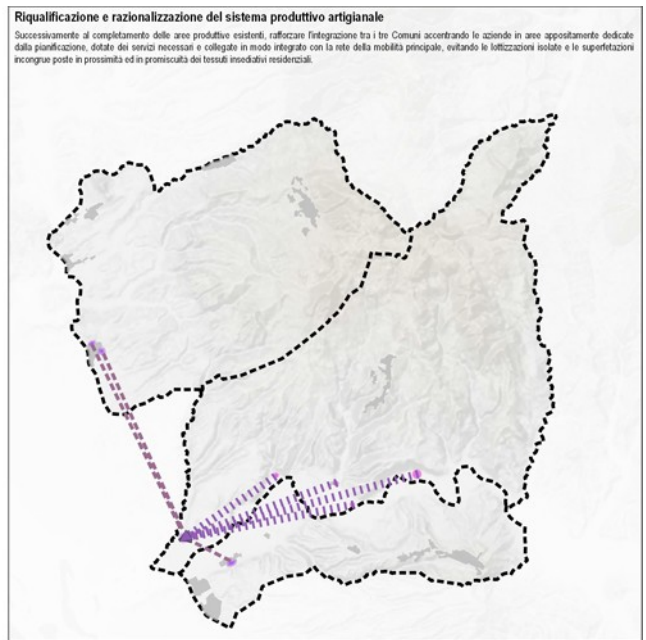 Riqualificazione e razionalizzazione del sistema produttivo artigianale
Successivamente al completamento delle aree produttive esistenti, rafforzare l'integrazione tra i tre Comuni accentrando le aziende in aree appositamente dedicate
dalla pianificazione, dotate dei servizi necessari e collegate in modo integrato con la rete della mobilità principale, evitando le lottizzazioni isolate e le superfetazioni
incongrue poste in prossimità ed in promiscuità dei tessuti insediativi residenziali.